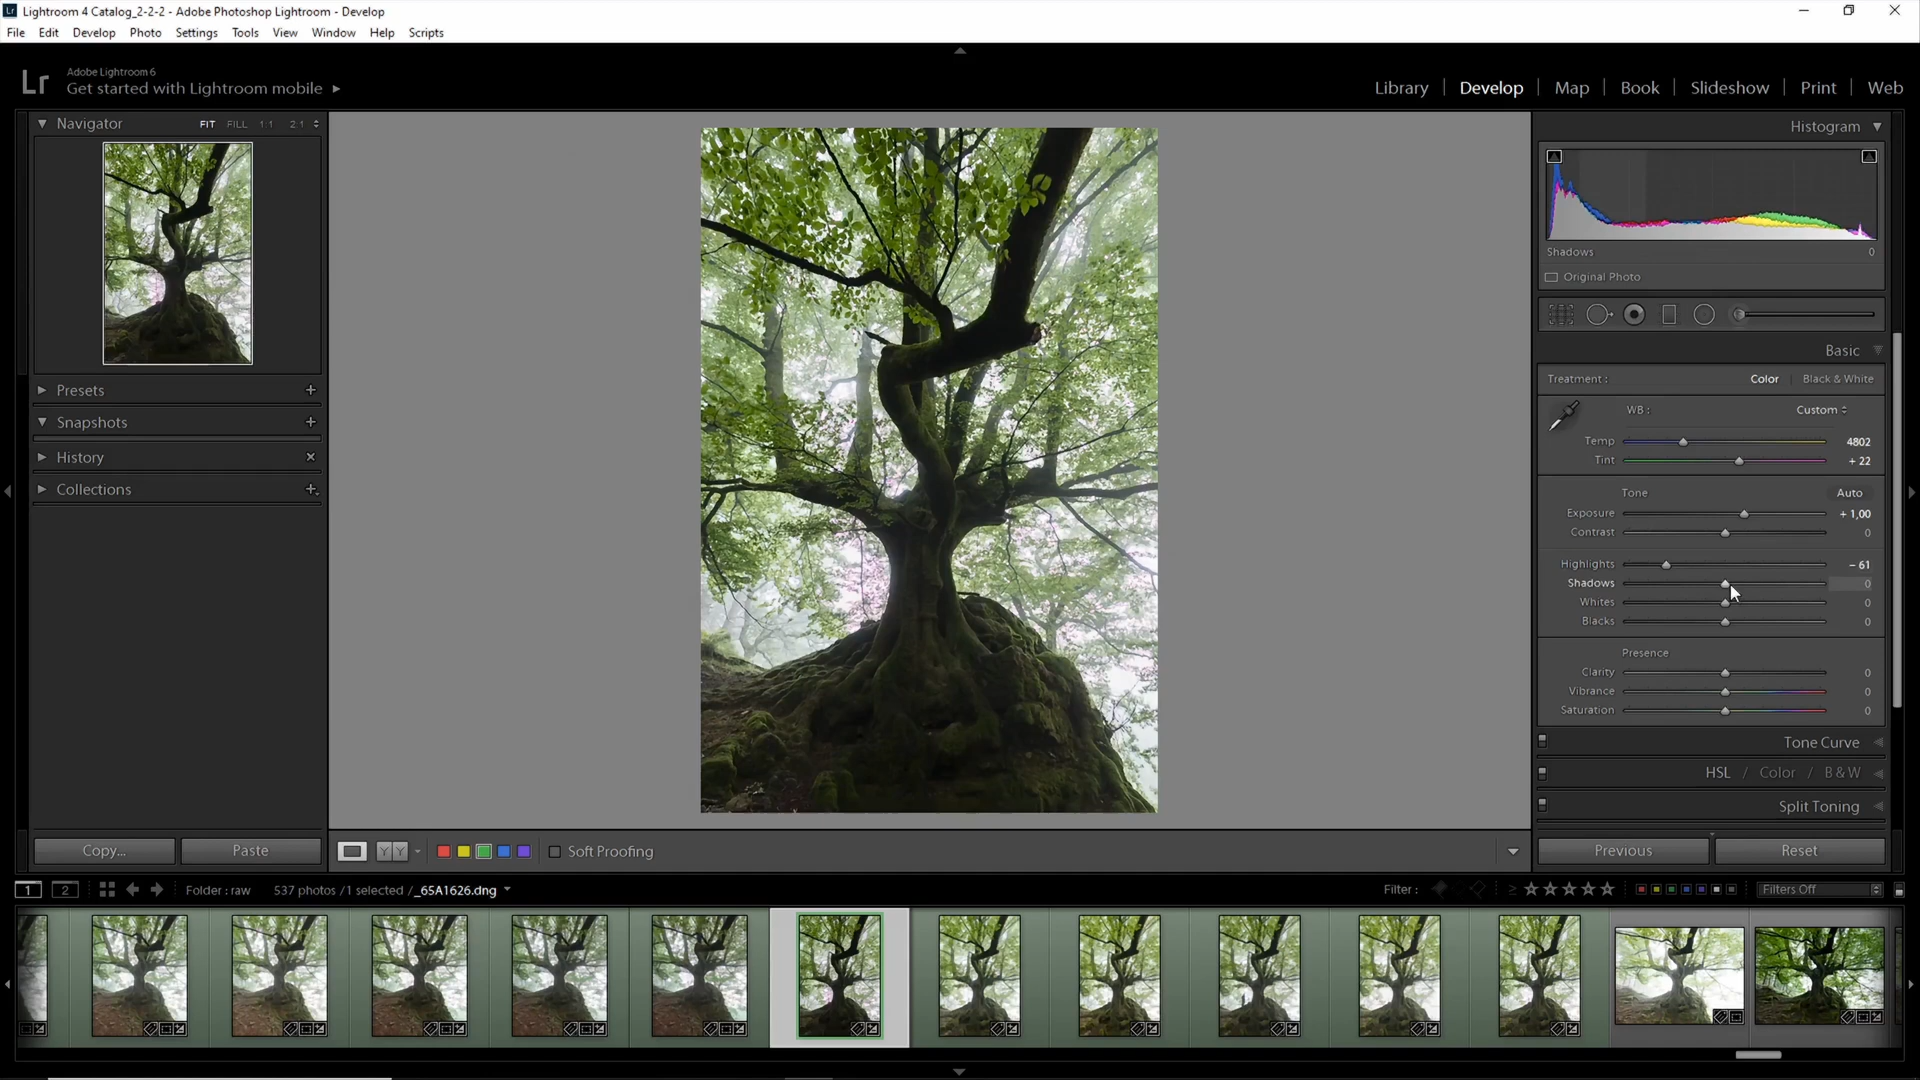 Lr Lightroom 4 Catalog_2-2-2 - Adobe Photoshop Lightroom - Develop
File Edit Develop Photo Settings Tools View Window Help Scripts
Lr
Adobe Lightroom 6
Get started with Lightroom mobile
Library Develop Map Book Slideshow Print Web
Navigator FIT FILL 1:1 2:1
Presets +
Snapshots +
History ×
Collections +
Copy... Paste
Histogram
Shadows 0
Original Photo
Basic
Treatment : Color Black & White
WB : Custom
Temp 4802
Tint + 22
Tone Auto
Exposure + 1,00
Contrast 0
Highlights − 61
Shadows 0
Whites 0
Blacks 0
Presence
Clarity 0
Vibrance 0
Saturation 0
Tone Curve
HSL / Color / B & W
Split Toning
Previous Reset
Y Y Soft Proofing
1 2 Folder : raw 537 photos /1 selected /_65A1626.dng Filter : ≥ Filters Off